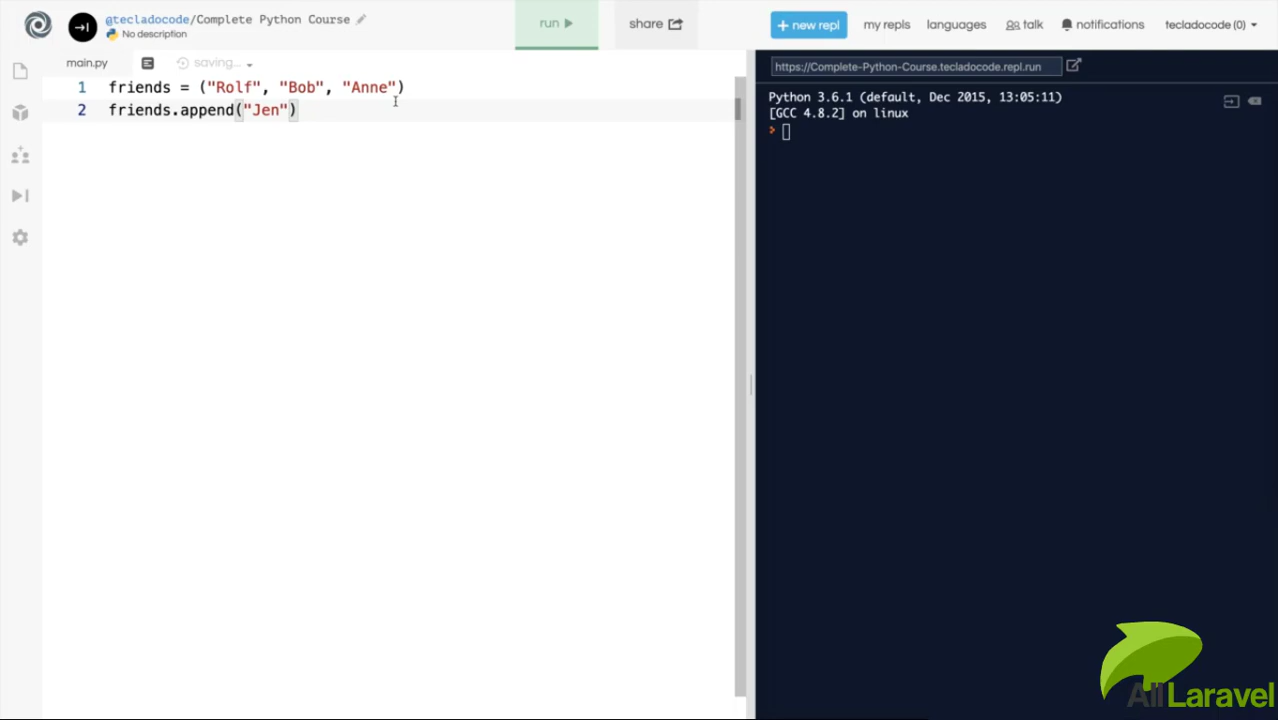 @tecladocode/Complete Python Course
No description
run
share
+ new repl
my repls
languages
talk
notifications
tecladocode (0)
main.py
saving...
1 friends = ("Rolf", "Bob", "Anne")
2 friends.append("Jen")
https://Complete-Python-Course.tecladocode.repl.run
Python 3.6.1 (default, Dec 2015, 13:05:11)
[GCC 4.8.2] on linux
>
AllLaravel